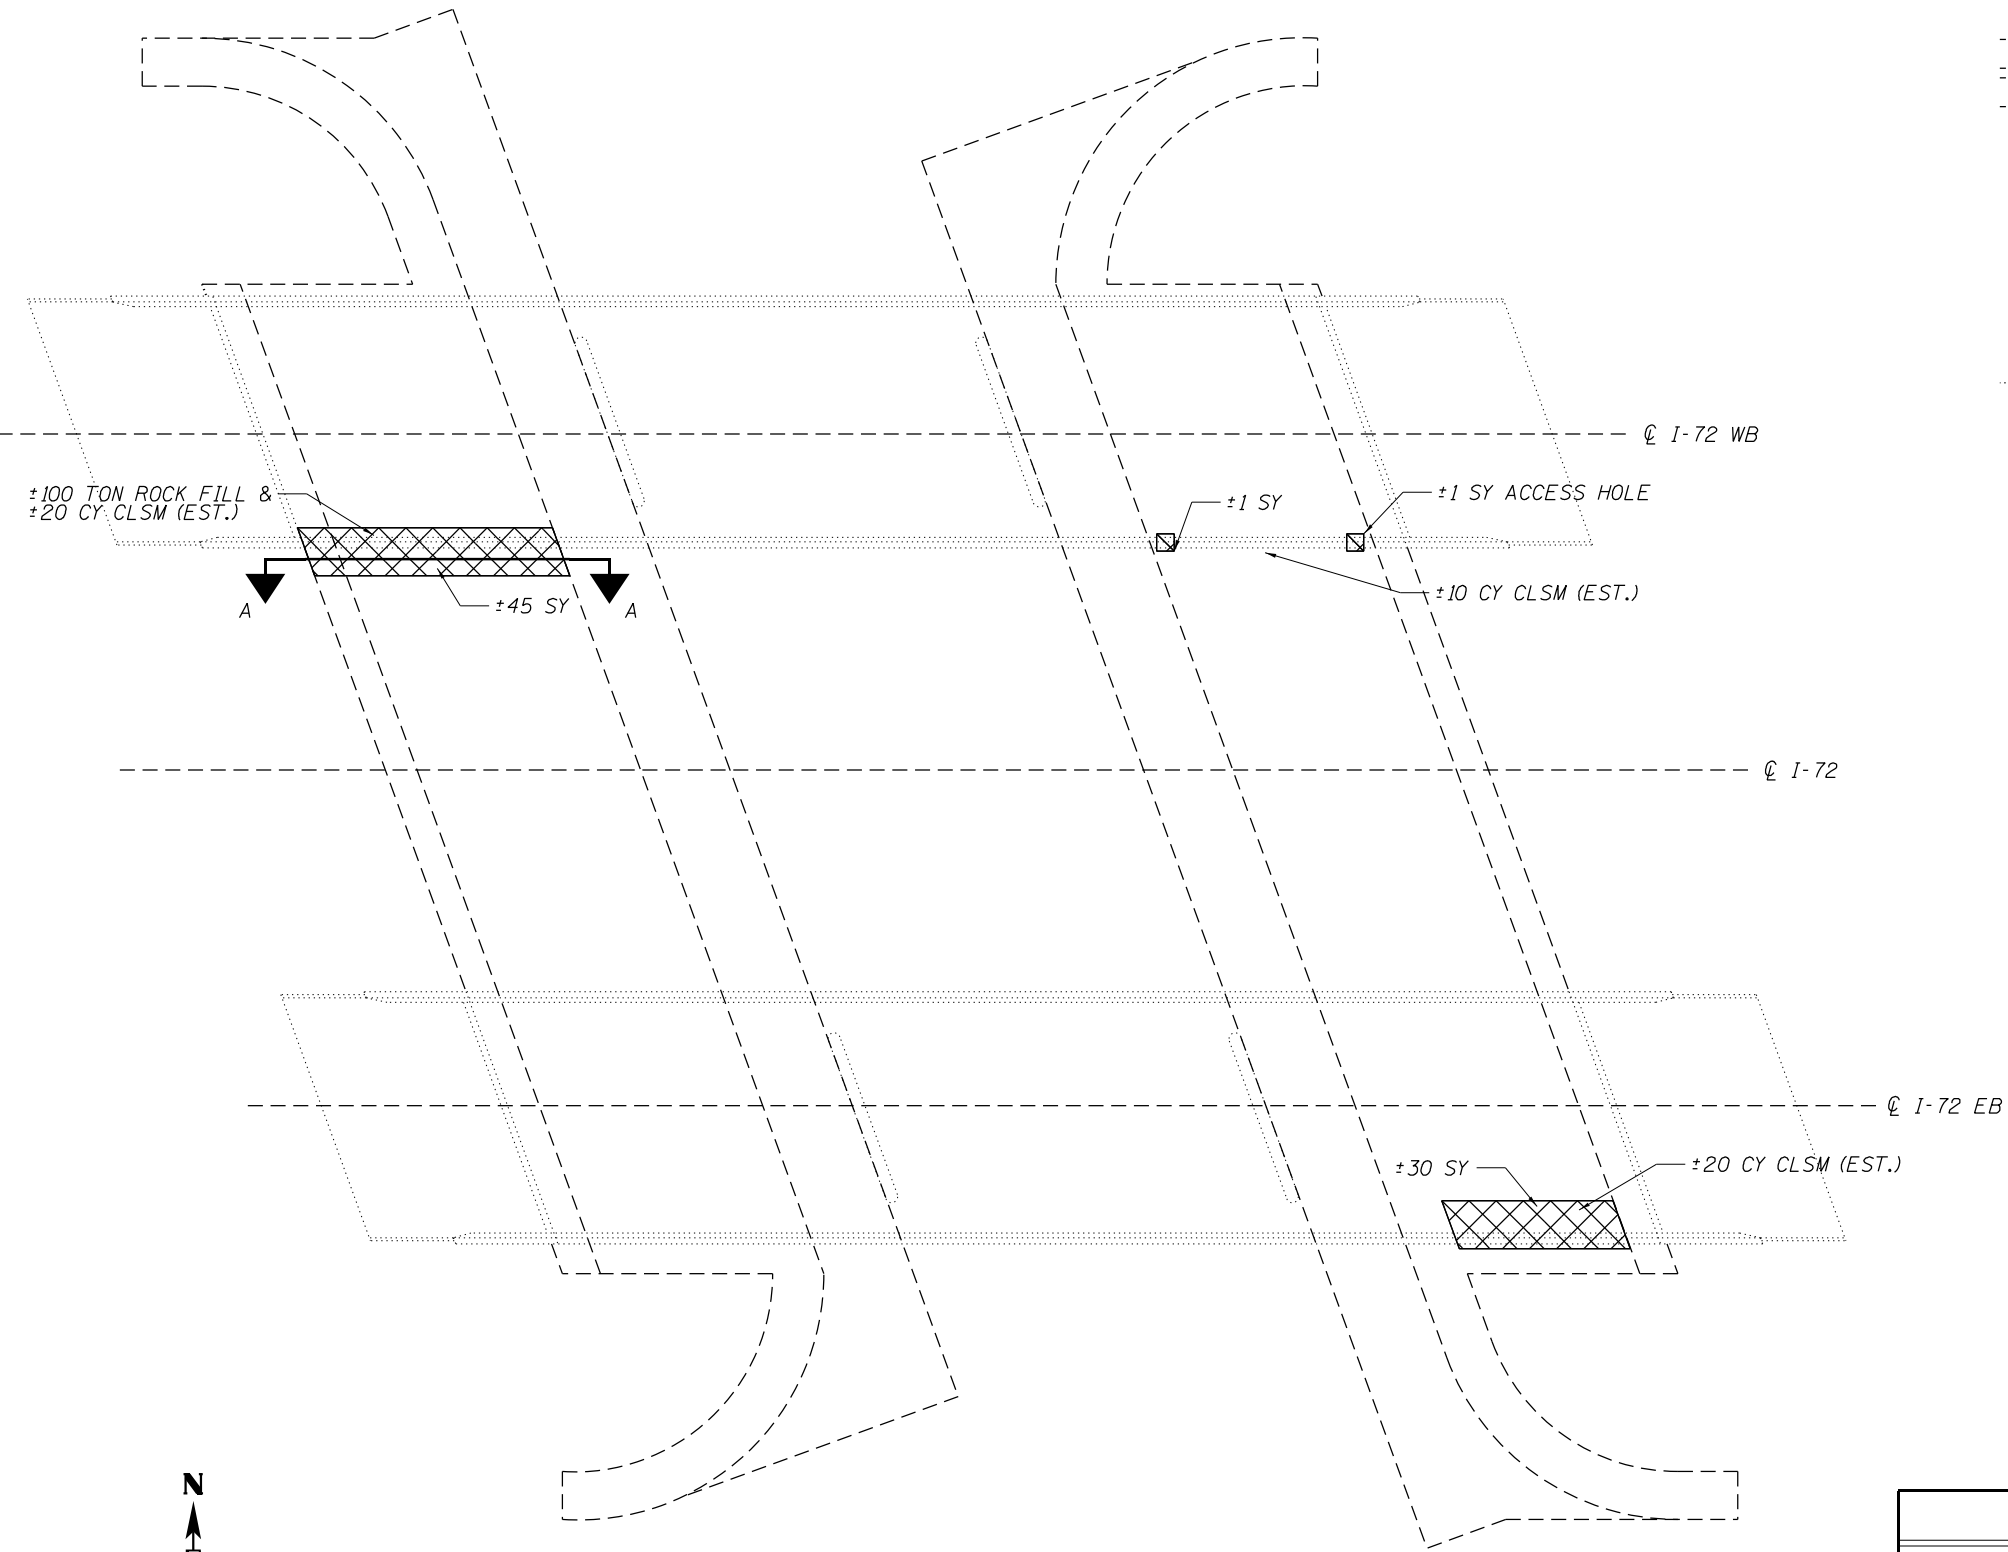 ℄ I-72 WB
±100 TON ROCK FILL &
±20 CY CLSM (EST.)
±1 SY
±1 SY ACCESS HOLE
±10 CY CLSM (EST.)
A
±45 SY
A
℄ I-72
℄ I-72 EB
±30 SY
±20 CY CLSM (EST.)
N